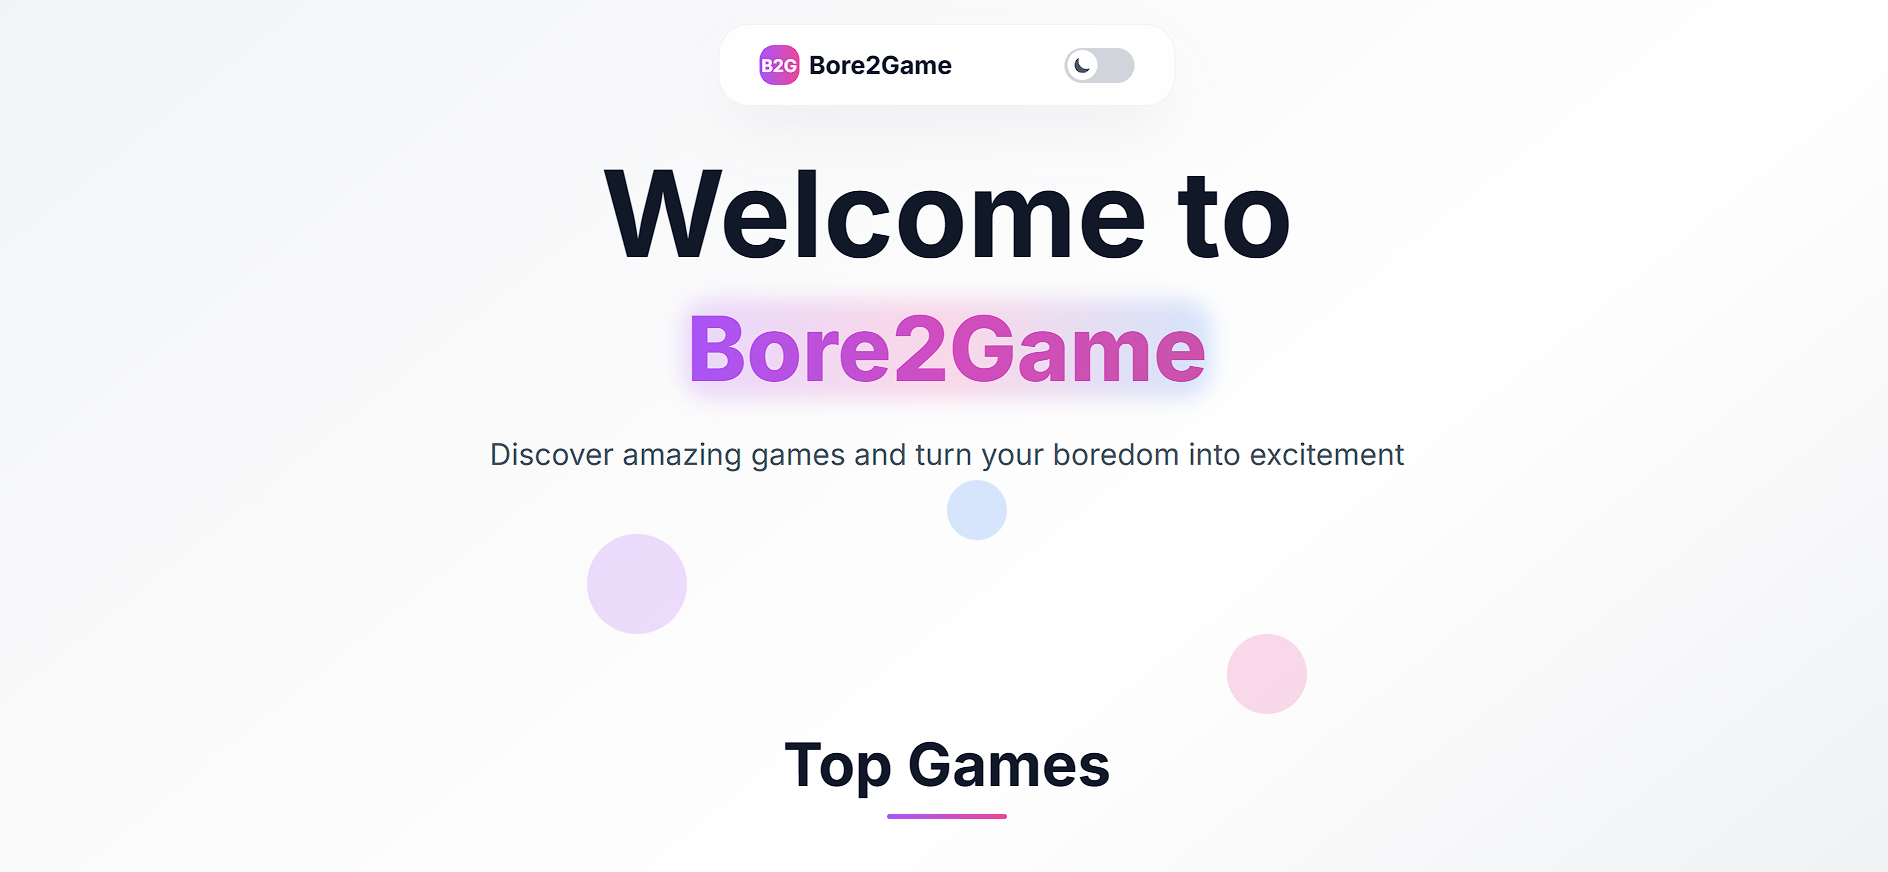 B2G Bore2Game
Welcome to
Bore2Game
Discover amazing games and turn your boredom into excitement
Top Games